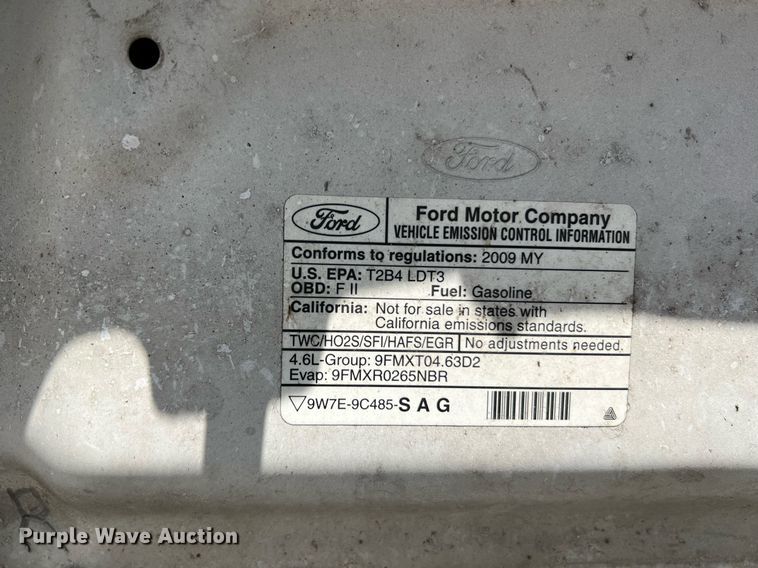 Ford
Ford
Ford Motor Company
VEHICLE EMISSION CONTROL INFORMATION
Conforms to regulations: 2009 MY
U.S. EPA: T2B4 LDT3
OBD: F II Fuel: Gasoline
California: Not for sale in states with
California emissions standards.
TWC/HO2S/SFI/HAFS/EGR No adjustments needed.
4.6L-Group: 9FMXT04.63D2
Evap: 9FMXR0265NBR
9W7E-9C485-SAG
Purple Wave Auction